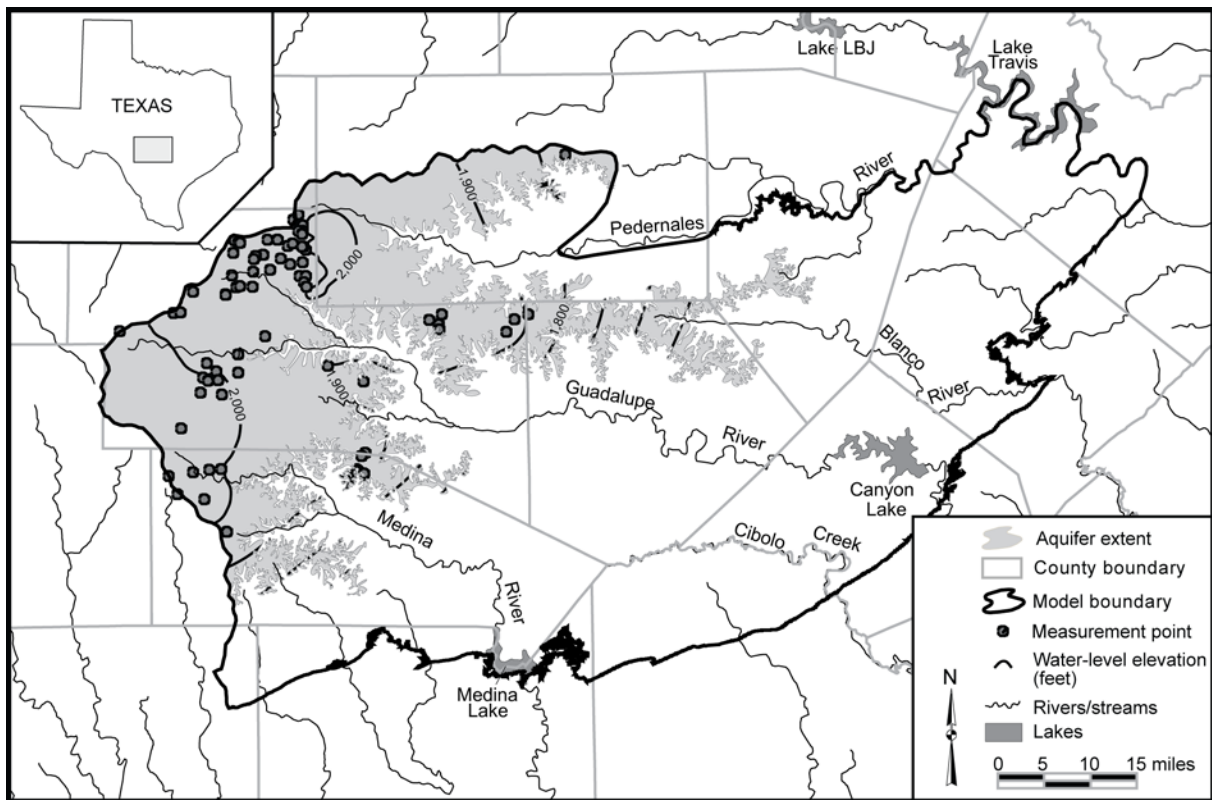 TEXAS
Lake LBJ
Lake
Travis
1,900
River
Pedernales
2,000
1,800
Blanco
River
1,900
2,000
Guadalupe
River
Canyon
Lake
Medina
River
Cibolo
Creek
Medina
Lake
Aquifer extent
County boundary
Model boundary
Measurement point
Water-level elevation
(feet)
Rivers/streams
Lakes
N
0 5 10 15 miles